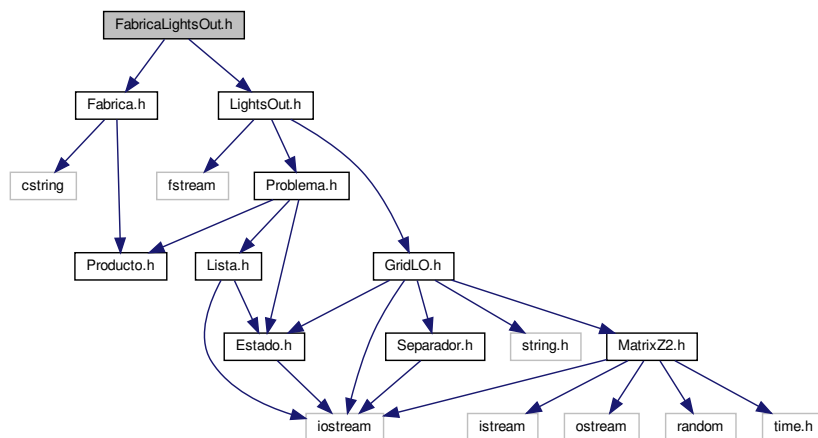 FabricaLightsOut.h
Fabrica.h
LightsOut.h
cstring
fstream
Problema.h
Producto.h
Lista.h
GridLO.h
Estado.h
Separador.h
string.h
MatrixZ2.h
iostream
istream
ostream
random
time.h